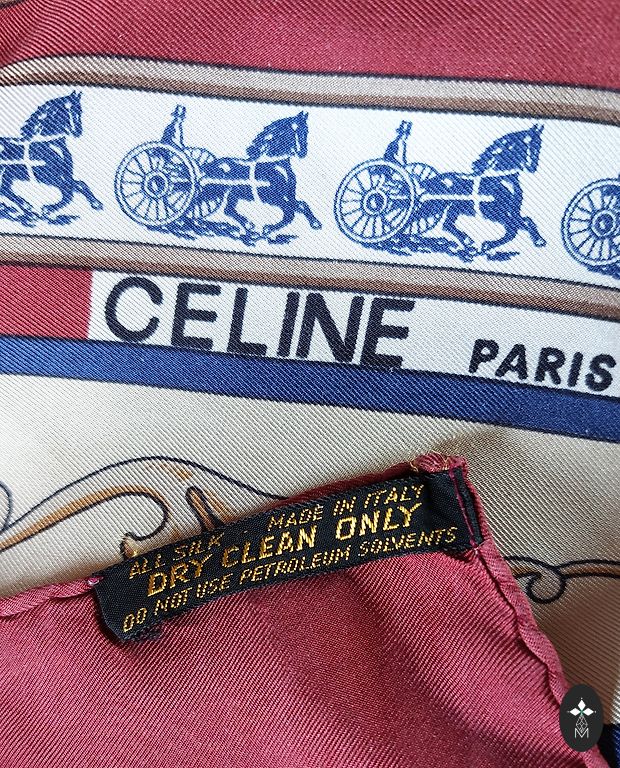 CELINE PARIS
ALL SILK MADE IN ITALY
DRY CLEAN ONLY
DO NOT USE PETROLEUM SOLVENTS
M